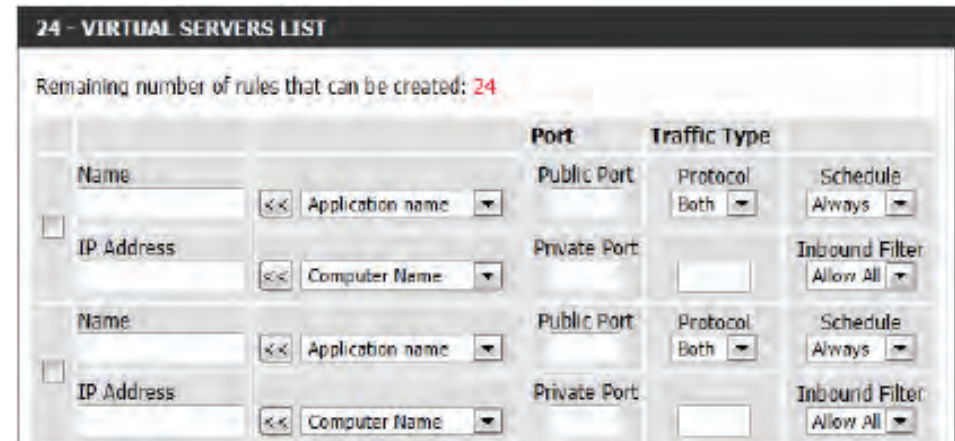 24 - VIRTUAL SERVERS LIST
Remaining number of rules that can be created: 24
Port Traffic Type
Name Public Port Protocol Schedule
<< Application name Both Always
IP Address Private Port Inbound Filter
<< Computer Name Allow All
Name Public Port Protocol Schedule
<< Application name Both Always
IP Address Private Port Inbound Filter
<< Computer Name Allow All